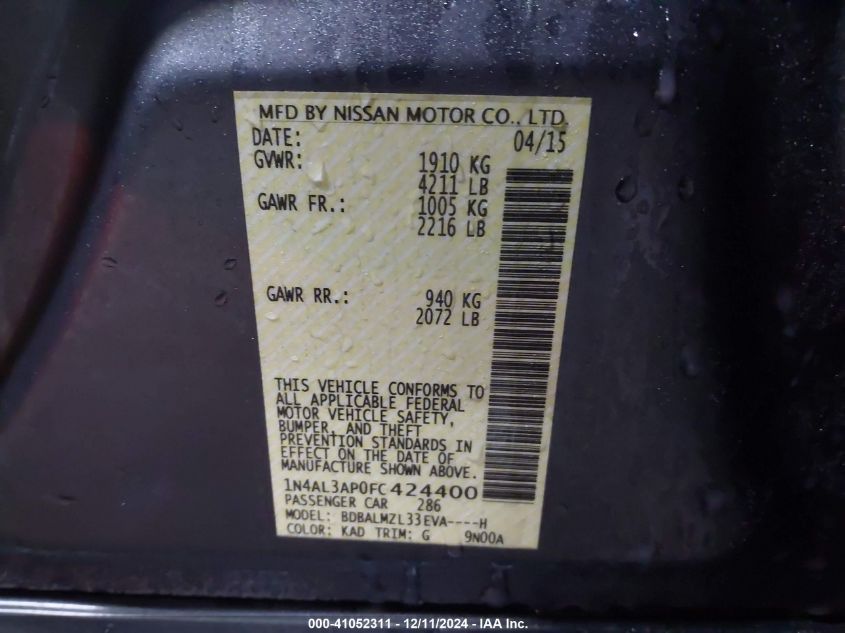 MFD BY NISSAN MOTOR CO., LTD.
DATE: 04/15
GVWR: 1910 KG
4211 LB
GAWR FR.: 1005 KG
2216 LB
GAWR RR.: 940 KG
2072 LB
THIS VEHICLE CONFORMS TO
ALL APPLICABLE FEDERAL
MOTOR VEHICLE SAFETY,
BUMPER, AND THEFT
PREVENTION STANDARDS IN
EFFECT ON THE DATE OF
MANUFACTURE SHOWN ABOVE.
1N4AL3AP0FC424400
PASSENGER CAR 286
MODEL: BDBALMZL33EVA----H
COLOR: KAD TRIM: G 9N00A
000-41052311 - 12/11/2024 - IAA Inc.